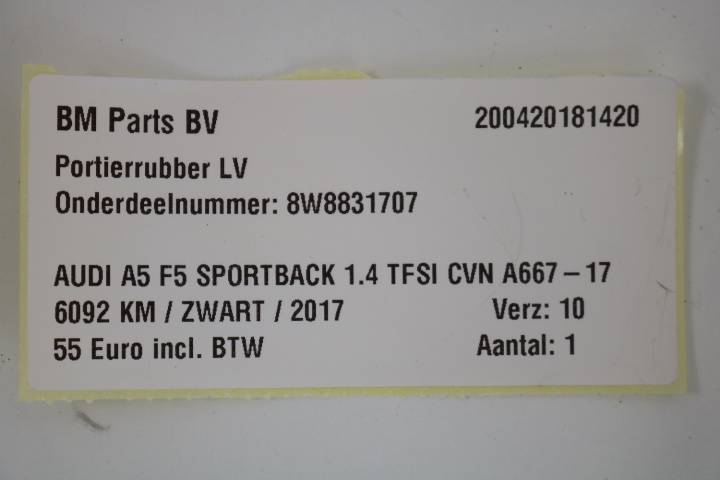 BM Parts BV 200420181420
Portierrubber LV
Onderdeelnummer: 8W8831707
AUDI A5 F5 SPORTBACK 1.4 TFSI CVN A667 – 17
6092 KM / ZWART / 2017 Verz: 10
55 Euro incl. BTW Aantal: 1